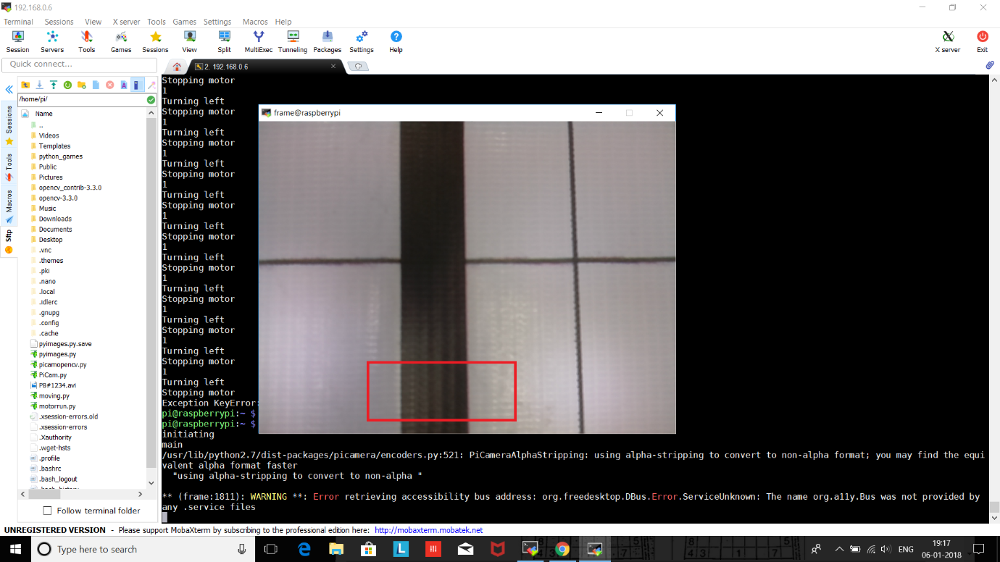 192.168.0.6
Terminal Sessions View X server Tools Games Settings Macros Help
Session Servers Tools Games Sessions View Split MultiExec Tunneling Packages Settings Help X server Exit
Quick connect...
2. 192.168.0.6
/home/pi/
Name
..
Videos
Templates
python_games
Public
Pictures
opencv_contrib-3.3.0
opencv-3.3.0
Music
Downloads
Documents
Desktop
.vnc
.themes
.pki
.nano
.local
.idlerc
.gnupg
.config
.cache
pyimages.py.save
pyimages.py
picamopencv.py
PiCam.py
PB#1234.avi
moving.py
motorrun.py
.xsession-errors.old
.xsession-errors
.Xauthority
.wget-hsts
.profile
.bashrc
.bash_logout
.bash_history
Follow terminal folder
Sessions
Tools
Macros
Sftp
Stopping motor
1
Turning left
Stopping motor
1
Turning left
Stopping motor
1
Turning left
Stopping motor
1
Turning left
Stopping motor
1
Turning left
Stopping motor
1
Turning left
Stopping motor
1
Turning left
Stopping motor
1
Turning left
Stopping motor
1
Turning left
Stopping motor
1
Turning left
Stopping motor
Exception KeyError:
pi@raspberrypi:~ $
pi@raspberrypi:~ $
initiating
main
/usr/lib/python2.7/dist-packages/picamera/encoders.py:521: PiCameraAlphaStripping: using alpha-stripping to convert to non-alpha format; you may find the equi
valent alpha format faster
"using alpha-stripping to convert to non-alpha "
** (frame:1811): WARNING **: Error retrieving accessibility bus address: org.freedesktop.DBus.Error.ServiceUnknown: The name org.a11y.Bus was not provided by
any .service files
frame@raspberrypi
UNREGISTERED VERSION - Please support MobaXterm by subscribing to the professional edition here: http://mobaxterm.mobatek.net
Type here to search
ENG
19:17
06-01-2018